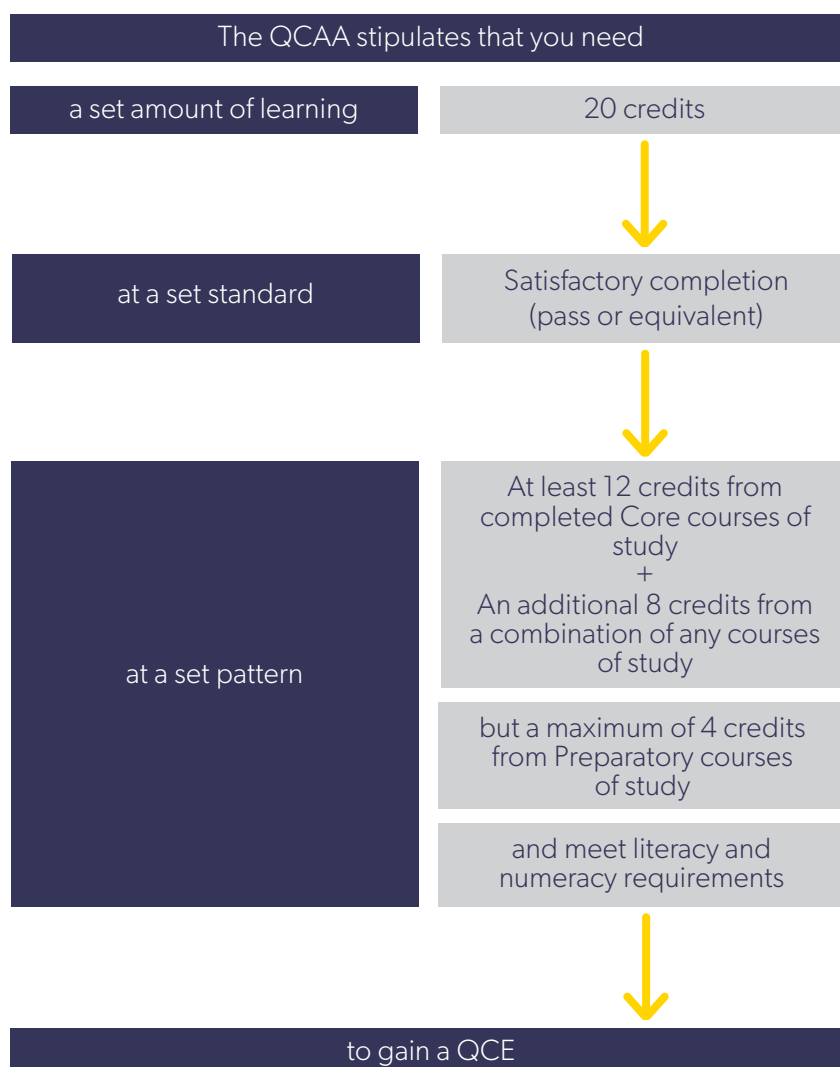 The QCAA stipulates that you need
a set amount of learning
20 credits
at a set standard
Satisfactory completion
(pass or equivalent)
at a set pattern
At least 12 credits from
completed Core courses of
study
+
An additional 8 credits from
a combination of any courses
of study
but a maximum of 4 credits
from Preparatory courses
of study
and meet literacy and
numeracy requirements
to gain a QCE